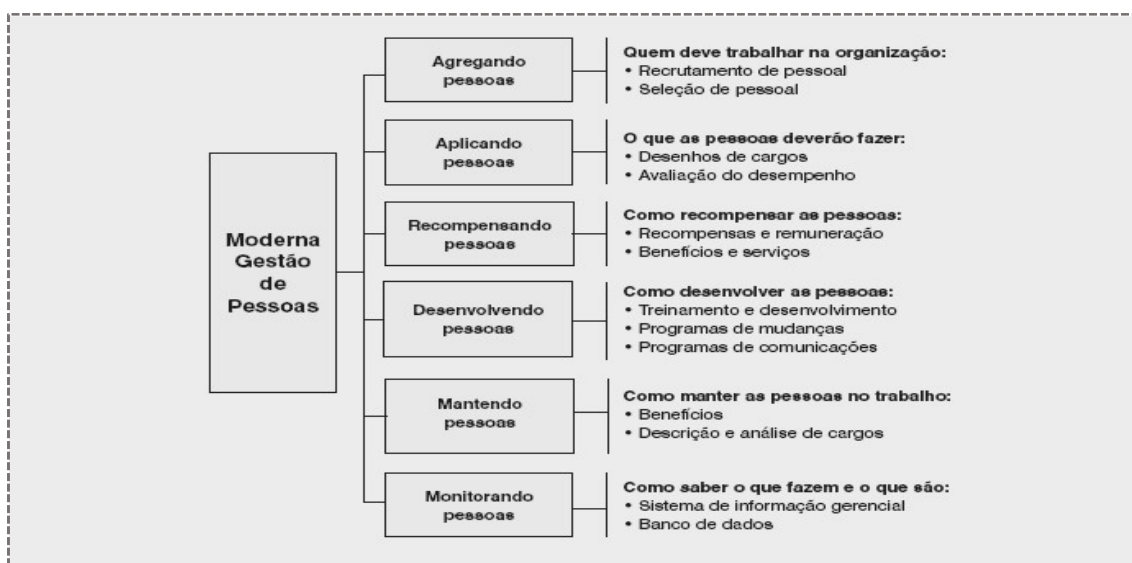 Moderna
Gestão
de
Pessoas
Agregando
pessoas
Quem deve trabalhar na organização:
• Recrutamento de pessoal
• Seleção de pessoal
Aplicando
pessoas
O que as pessoas deverão fazer:
• Desenhos de cargos
• Avaliação do desempenho
Recompensando
pessoas
Como recompensar as pessoas:
• Recompensas e remuneração
• Benefícios e serviços
Desenvolvendo
pessoas
Como desenvolver as pessoas:
• Treinamento e desenvolvimento
• Programas de mudanças
• Programas de comunicações
Mantendo
pessoas
Como manter as pessoas no trabalho:
• Benefícios
• Descrição e análise de cargos
Monitorando
pessoas
Como saber o que fazem e o que são:
• Sistema de informação gerencial
• Banco de dados